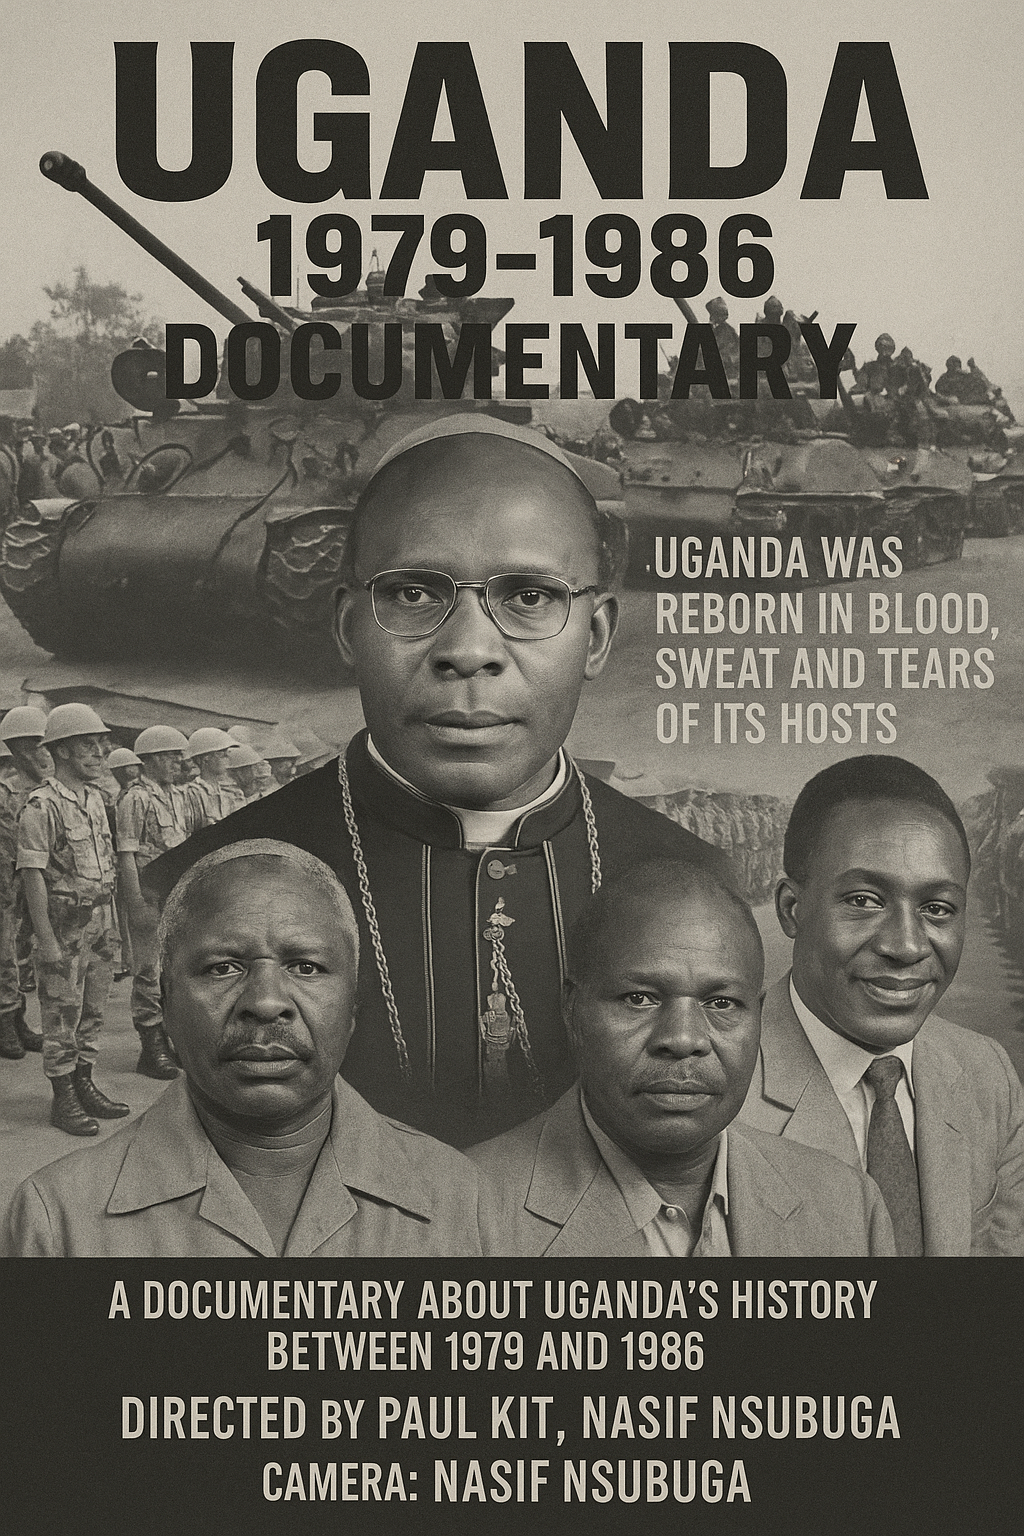 UGANDA
1979–1986
DOCUMENTARY
UGANDA WAS
REBORN IN BLOOD,
SWEAT AND TEARS
OF ITS HOSTS
A DOCUMENTARY ABOUT UGANDA'S HISTORY
BETWEEN 1979 AND 1986
DIRECTED BY PAUL KIT, NASIF NSUBUGA
CAMERA: NASIF NSUBUGA